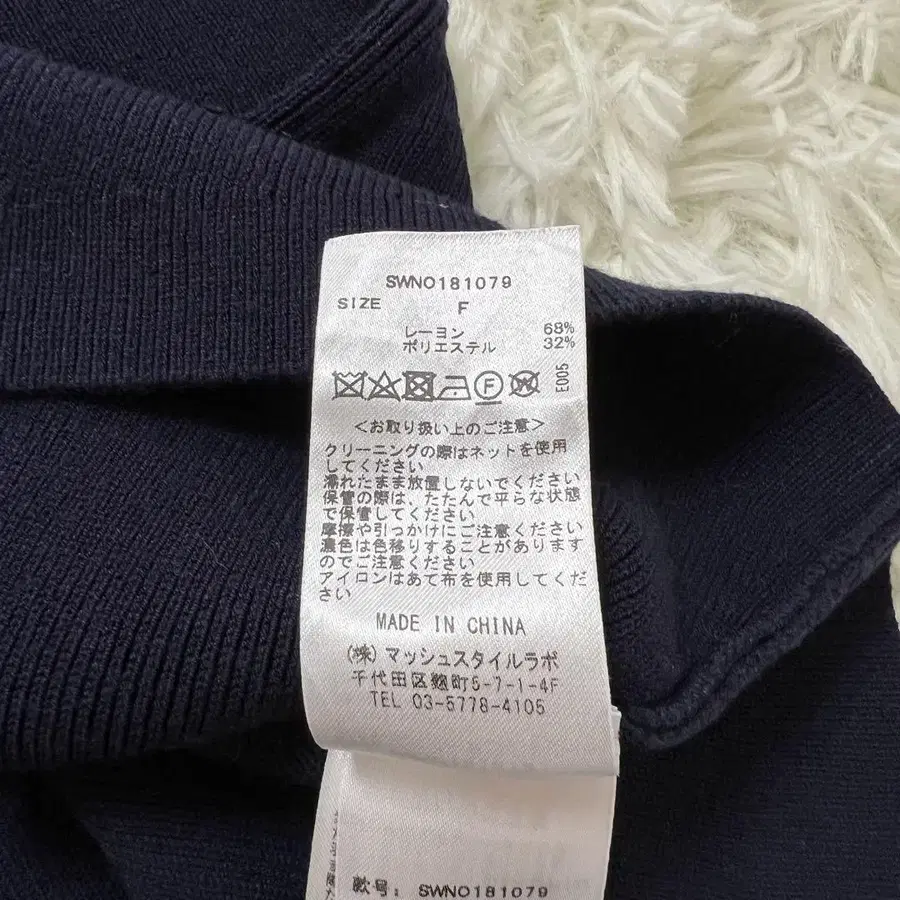 SWNO181079
SIZE F
レーヨン 68%
ポリエステル 32%
E005
<お取り扱い上のご注意>
クリーニングの際はネットを使用
してください
濡れたまま放置しないでください
保管の際は、たたんで平らな状態
で保管してください
摩擦や引っかけにご注意ください
濃色は色移りすることがあります
のでご注意ください
アイロンはあて布を使用してくだ
さい
MADE IN CHINA
(株) マッシュスタイルラボ
千代田区麹町5-7-1-4F
TEL 03-5778-4105
款号: SWNO181079